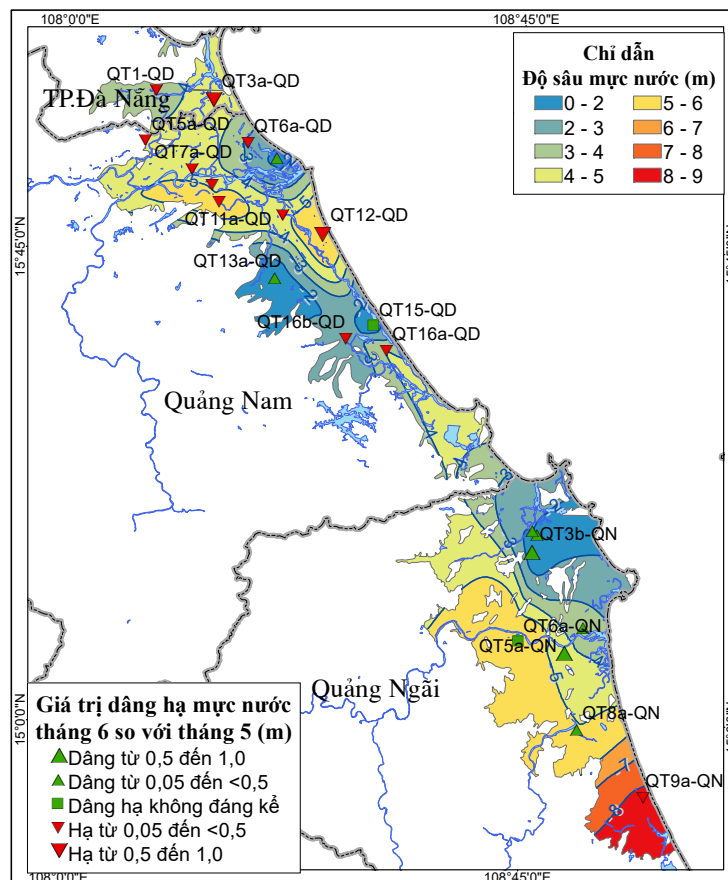 108°0'0"E
108°45'0"E
Chỉ dẫn
Độ sâu mực nước (m)
0 - 2
2 - 3
3 - 4
4 - 5
5 - 6
6 - 7
7 - 8
8 - 9
QT1-QD
QT3a-QD
TP.Đà Nẵng
QT5a-QD
QT6a-QD
QT7a-QD
QT11a-QD
QT12-QD
15°45'0"N
QT13a-QD
QT15-QD
QT16b-QD
QT16a-QD
Quảng Nam
QT3b-QN
QT6a-QN
QT5a-QN
Quảng Ngãi
QT8a-QN
15°0'0"N
15°0'0"N
QT9a-QN
Giá trị dâng hạ mực nước
tháng 6 so với tháng 5 (m)
Dâng từ 0,5 đến 1,0
Dâng từ 0,05 đến <0,5
Dâng hạ không đáng kể
Hạ từ 0,05 đến <0,5
Hạ từ 0,5 đến 1,0
108°0'0"E
108°45'0"E